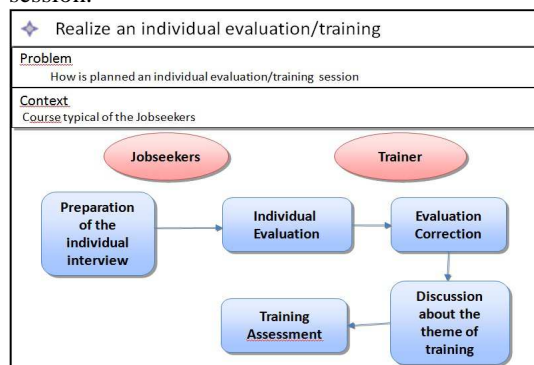 session.
Realize an individual evaluation/training
Problem
How is planned an individual evaluation/training session
Context
Course typical of the Jobseekers
Jobseekers
Trainer
Preparation
of the
individual
interview
Individual
Evaluation
Evaluation
Correction
Discussion
about the
theme of
training
Training
Assessment